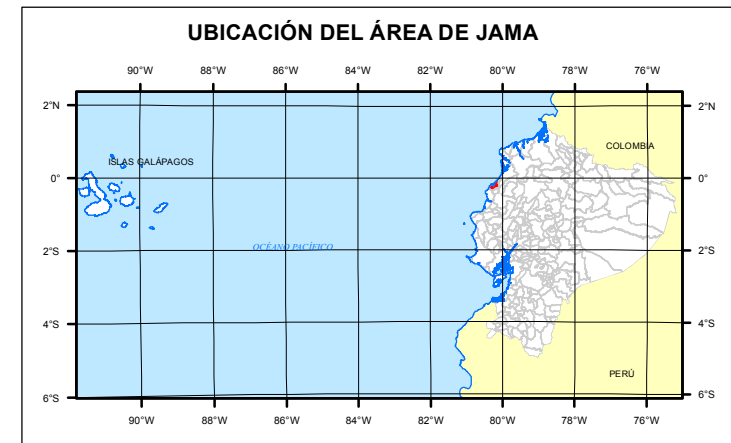 UBICACIÓN DEL ÁREA DE JAMA
90°W 88°W 86°W 84°W 82°W 80°W 78°W 76°W
2°N 2°N
COLOMBIA
ISLAS GALÁPAGOS
0° 0°
OCÉANO PACÍFICO
2°S 2°S
4°S 4°S
PERÚ
6°S 6°S
90°W 88°W 86°W 84°W 82°W 80°W 78°W 76°W